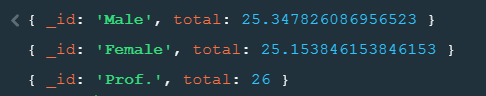 { _id: 'Male', total: 25.347826086956523 }
{ _id: 'Female', total: 25.153846153846153 }
{ _id: 'Prof.', total: 26 }